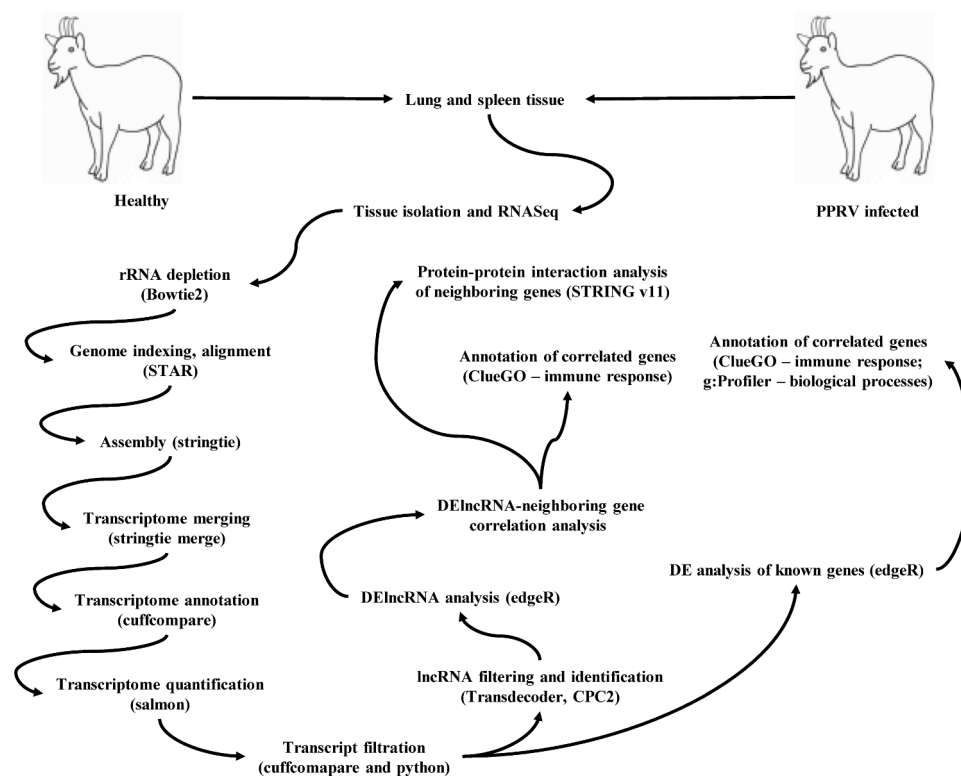 Lung and spleen tissue
Healthy
PPRV infected
Tissue isolation and RNASeq
rRNA depletion
(Bowtie2)
Genome indexing, alignment
(STAR)
Assembly (stringtie)
Transcriptome merging
(stringtie merge)
Transcriptome annotation
(cuffcompare)
Transcriptome quantification
(salmon)
Transcript filtration
(cuffcomapare and python)
lncRNA filtering and identification
(Transdecoder, CPC2)
DElncRNA analysis (edgeR)
DElncRNA-neighboring gene
correlation analysis
Protein-protein interaction analysis
of neighboring genes (STRING v11)
Annotation of correlated genes
(ClueGO – immune response)
DE analysis of known genes (edgeR)
Annotation of correlated genes
(ClueGO – immune response;
g:Profiler – biological processes)